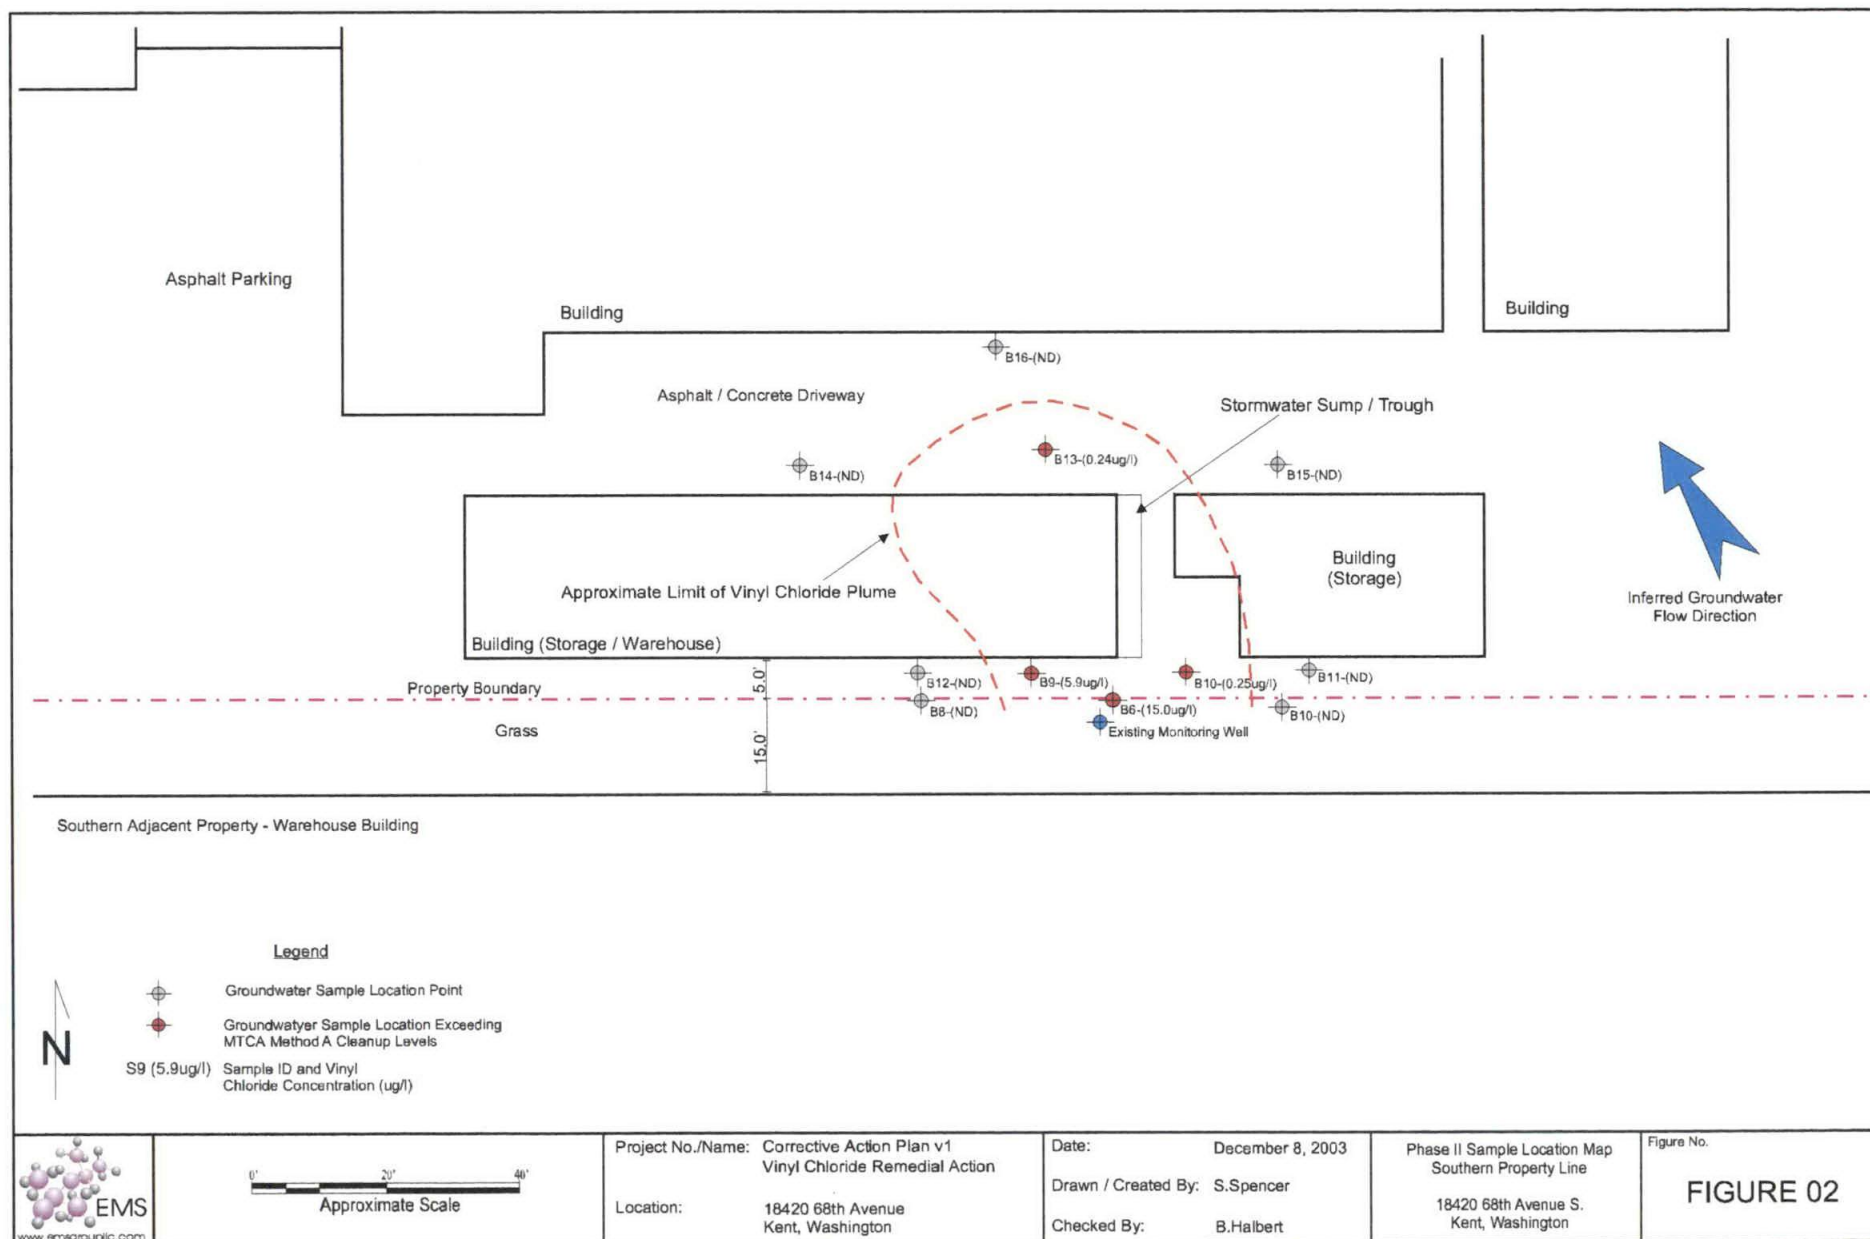 Asphalt Parking
Building
Building
B16-(ND)
Asphalt / Concrete Driveway
Stormwater Sump / Trough
B13-(0.24ug/l)
B14-(ND)
B15-(ND)
Building
(Storage)
Approximate Limit of Vinyl Chloride Plume
Inferred Groundwater
Flow Direction
Building (Storage / Warehouse)
5.0'
B12-(ND)
B9-(5.9ug/l)
B10-(0.25ug/l)
B11-(ND)
Property Boundary
B8-(ND)
B6-(15.0ug/l)
B10-(ND)
Grass
15.0'
Existing Monitoring Well
Southern Adjacent Property - Warehouse Building
Legend
Groundwater Sample Location Point
Groundwatyer Sample Location Exceeding
MTCA Method A Cleanup Levels
S9 (5.9ug/l) Sample ID and Vinyl
Chloride Concentration (ug/l)
N
EMS
www.emsgroupllc.com
0' 20' 40'
Approximate Scale
Project No./Name: Corrective Action Plan v1
Vinyl Chloride Remedial Action
Location: 18420 68th Avenue
Kent, Washington
Date: December 8, 2003
Drawn / Created By: S.Spencer
Checked By: B.Halbert
Phase II Sample Location Map
Southern Property Line
18420 68th Avenue S.
Kent, Washington
Figure No.
FIGURE 02